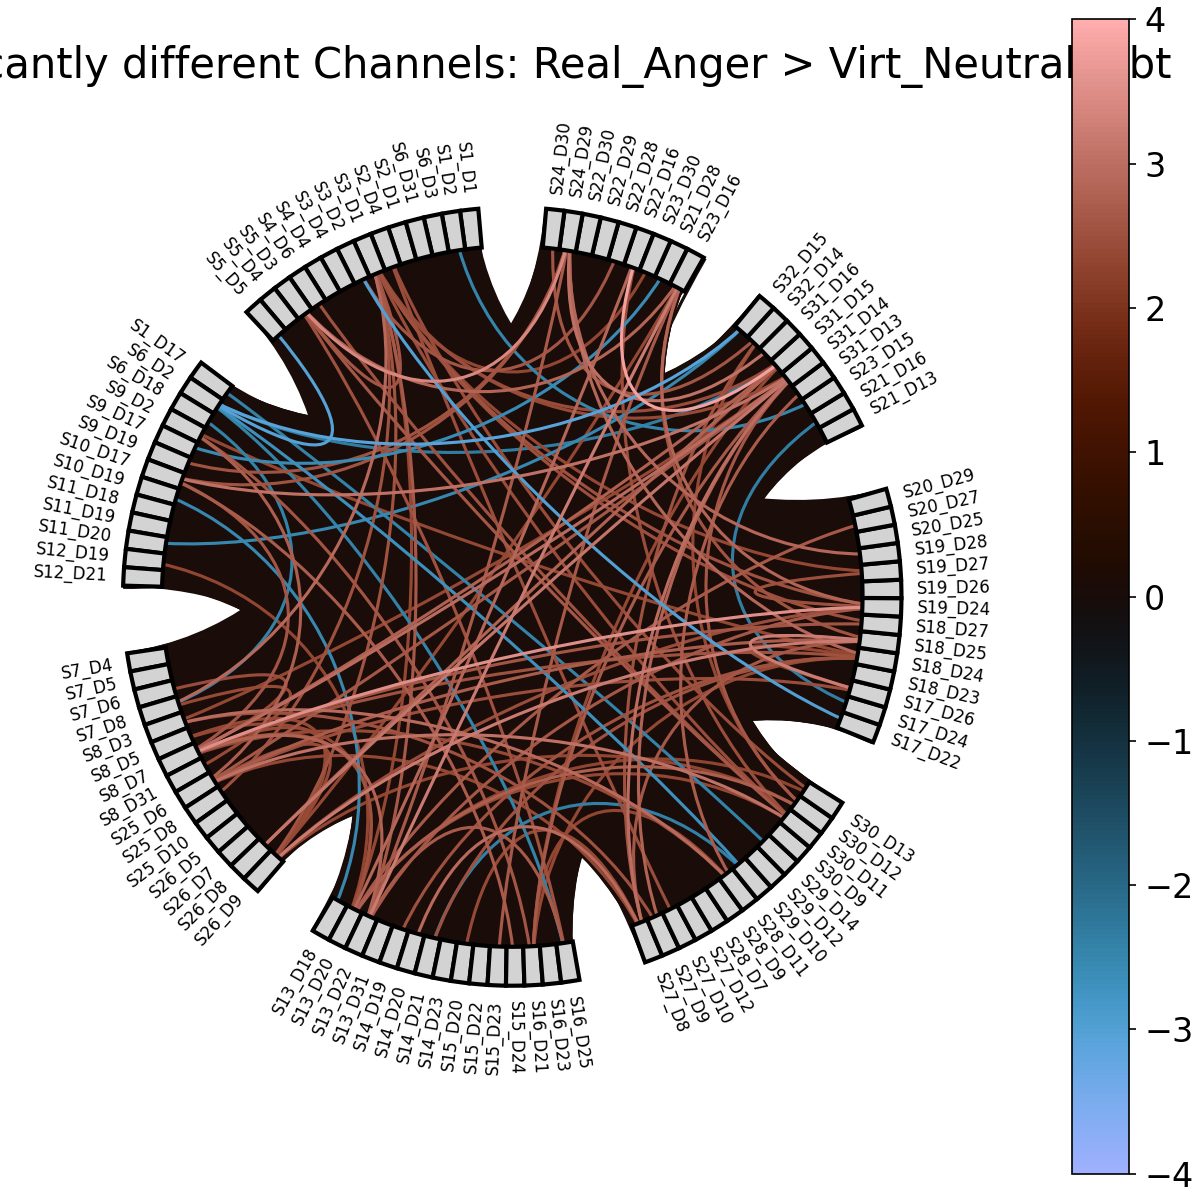 cantly different Channels: Real_Anger > Virt_Neutral
bt
S1_D1
S1_D2
S6_D3
S6_D31
S2_D1
S2_D4
S3_D1
S3_D2
S3_D4
S4_D4
S4_D6
S5_D3
S5_D4
S5_D5
S1_D17
S6_D2
S6_D18
S9_D2
S9_D17
S9_D19
S10_D17
S10_D19
S11_D18
S11_D19
S11_D20
S12_D19
S12_D21
S7_D4
S7_D5
S7_D6
S7_D8
S8_D3
S8_D5
S8_D7
S8_D31
S25_D6
S25_D8
S25_D10
S26_D5
S26_D7
S26_D8
S26_D9
S13_D18
S13_D20
S13_D22
S13_D31
S14_D19
S14_D20
S14_D21
S14_D23
S15_D20
S15_D22
S15_D23
S15_D24
S16_D21
S16_D23
S16_D25
S27_D8
S27_D9
S27_D10
S27_D12
S28_D7
S28_D9
S28_D11
S29_D10
S29_D12
S29_D14
S30_D9
S30_D11
S30_D12
S30_D13
S17_D22
S17_D24
S17_D26
S18_D23
S18_D24
S18_D25
S18_D27
S19_D24
S19_D26
S19_D27
S19_D28
S20_D25
S20_D27
S20_D29
S21_D13
S21_D16
S23_D15
S31_D13
S31_D14
S31_D15
S31_D16
S32_D14
S32_D15
S23_D16
S21_D28
S23_D30
S22_D16
S22_D28
S22_D29
S22_D30
S24_D29
S24_D30
4
3
2
1
0
−1
−2
−3
−4